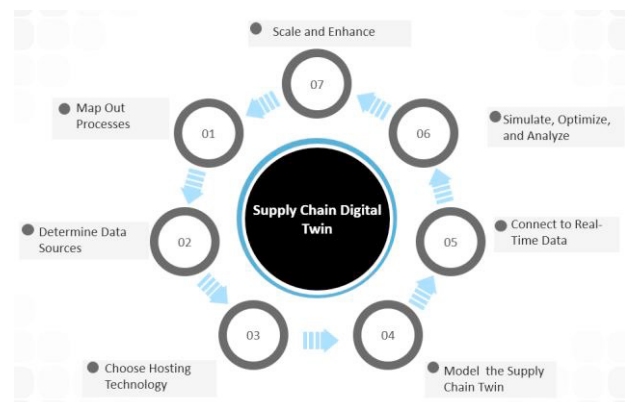 Scale and Enhance
07
Map Out
Processes
01
06
Simulate, Optimize,
and Analyze
Supply Chain Digital
Twin
Determine Data
Sources
02
05
Connect to Real-
Time Data
03
04
Choose Hosting
Technology
Model the Supply
Chain Twin